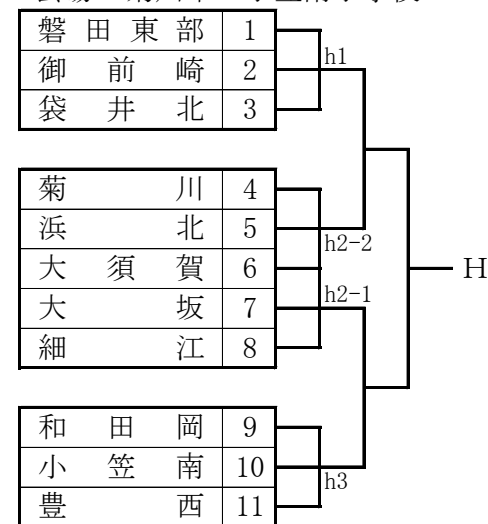 磐田東部 1
御前崎 2
袋井北 3
h1
菊川 4
浜北 5
大須賀 6
大坂 7
細江 8
h2-2
h2-1
H
和田岡 9
小笠南 10
豊西 11
h3